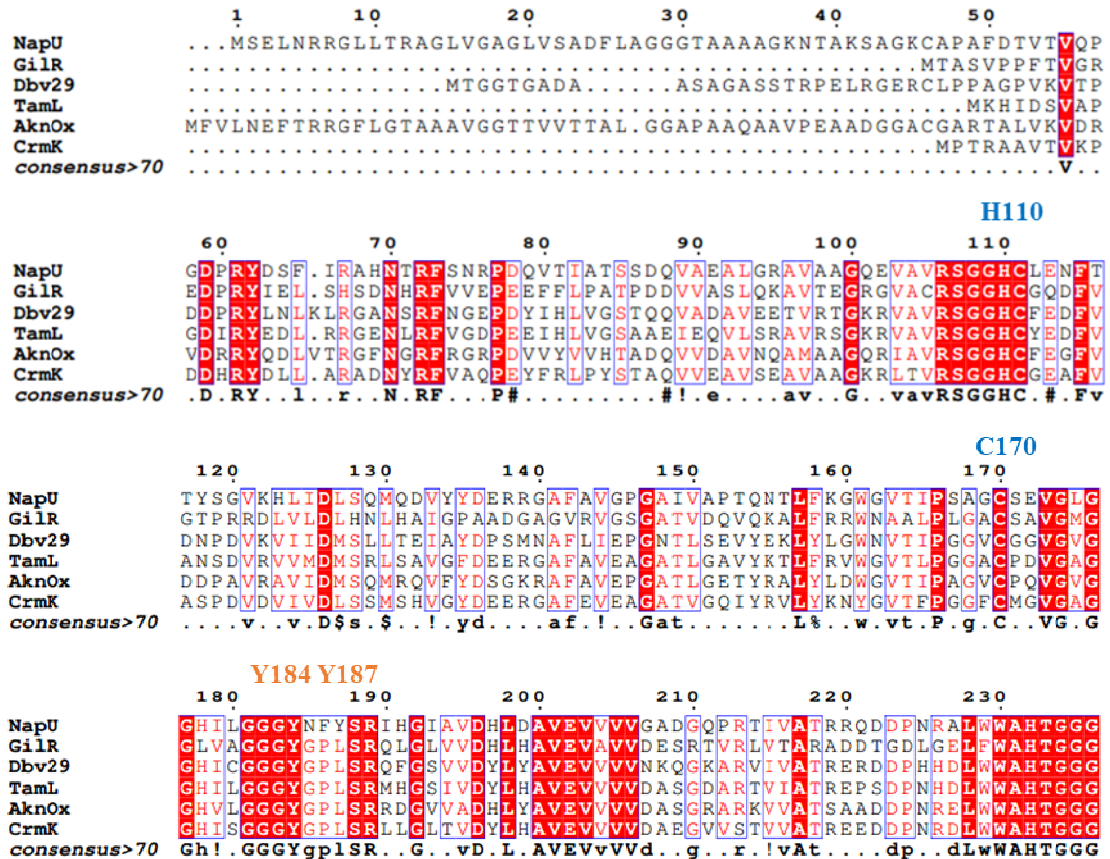 1 10 20 30 40 50
NapU ...MSELNRRGLLTRAGLVGAGLVSADFLAGGGTAAAAGKNTAKSAGKCAPAFDTVTVQP
GilR ................................................MTASVPPFTVGR
Dbv29 .................MTGGTGADA......ASAGASSTRPELRGERCLPPAGPVKVTP
TamL ...................................................MKHIDSVAP
AknOx MFVLNEFTRRGFLGTAAAVGGTTVVTTAL.GGAPAAQAAVPEAADGGACGARTALVKVDR
CrmK .................................................MPTRAAVTVKP
consensus>70 .........................................................V..
H110
60 70 80 90 100 110
NapU GDPRYDSF.IRAHNTRFSNRPDQVTIATSSDQVAEALGRAVAAGQEVAVRSGGHCLENFT
GilR EDPRYIEL.SHSDNHRFVVEPEEFFLPATPDDVVASLQKAVTEGRGVACRSGGHCGQDFV
Dbv29 DDPRYLNLKLRGANSRFNGEPDYIHLVGSTQQVADAVEETVRTGKRVAVRSGGHCFEDFV
TamL GDIRYEDLLRRGENLRFVGDPEEIHLVGSAAEIEQVLSRAVRSGKRVAVRSGGHCYEDFV
AknOx VDRRYQDLVTRGFNGRFRGRPDVVYVVHTADQVVDAVNQAMAAGQRIAVRSGGHCFEGFV
CrmK DDHRYDLL.ARADNYRFVAQPEYFRLPYSTAQVVEAVSEAVAAGKRLTVRSGGHCGEAFV
consensus>70 .D.RY..l..r..N.RF...P#.........#!.e....av..G..vavRSGGHC.#.Fv
C170
120 130 140 150 160 170
NapU TYSGVKHLIDLSQMQDVYYDERRGAFAVGPGAIVAPTQNTLFKGWGVTIPSAGCSEVGLG
GilR GTPRRDLVLDLHNLHAIGPAADGAGVRVGSGATVDQVQKALFRRWNAALPLGACSAVGMG
Dbv29 DNPDVKVIIDMSLLTEIAYDPSMNAFLIEPGNTLSEVYEKLYLGWNVTIPGGVCGGVGVG
TamL ANSDVRVVMDMSRLSAVGFDEERGAFAVEAGATLGAVYKTLFRVWGVTLPGGACPDVGAG
AknOx DDPAVRAVIDMSQMRQVFYDSGKRAFAVEPGATLGETYRALYLDWGVTIPAGVCPQVGVG
CrmK ASPDVDVIVDLSSMSHVGYDEERGAFEVEAGATVGQIYRVLYKNYGVTFPGGFCMGVGAG
consensus>70 ....v..v.D$s.$..!.yd....af.!..Gat.......L%..w.vt.P.g.C..VG.G
Y184 Y187
180 190 200 210 220 230
NapU GHILGGGYNFYSRIHGIAVDHLDAVEVVVVGADGQPRTIVATRRQDDPNRALWWAHTGGG
GilR GLVAGGGYGPLSRQLGLVVDHLHAVEVAVVDESRTVRLVTARADDTGDLGELFWAHTGGG
Dbv29 GHICGGGYGPLSRQFGSVVDYLYAVEVVVVNKQGKARVIVATRERDDPHHDLWWAHTGGG
TamL GHILGGGYGPLSRMHGSIVDYLHAVEVVVVDASGDARTVIATREPSDPNHDLWWAHTGGG
AknOx GHVLGGGYGPLSRRDGVVADHLYAVEVVVVDASGRARKVVATSAADDPNRELWWAHTGGG
CrmK GHISGGGYGPLSRLLGLTVDYLHAVEVVVVDAEGVVSTVVATREEDDPNRDLWWAHTGGG
consensus>70 Gh!.GGGYgplSR..G..vD.L.AVEVvVVd..g..r.!vAt....dp..dLwWAHTGGG